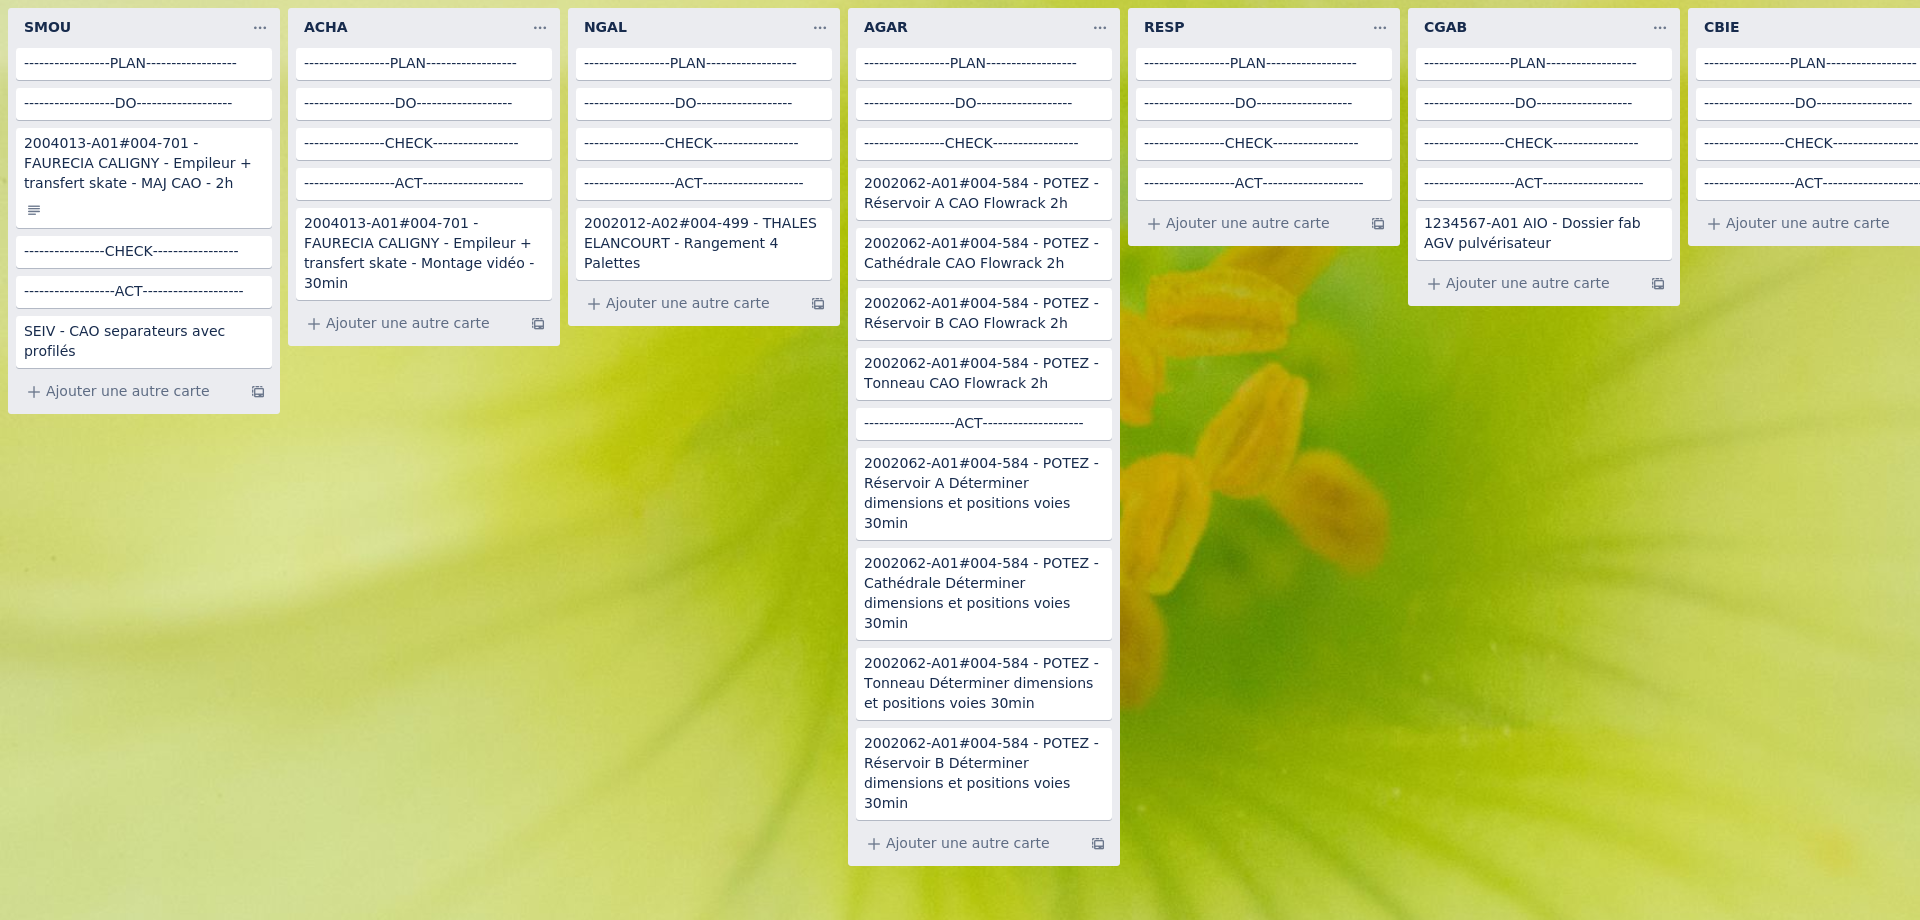 SMOU
-----------------PLAN------------------
------------------DO-------------------
2004013-A01#004-701 -
FAURECIA CALIGNY - Empileur +
transfert skate - MAJ CAO - 2h
----------------CHECK-----------------
------------------ACT--------------------
SEIV - CAO separateurs avec
profilés
Ajouter une autre carte
ACHA
-----------------PLAN------------------
------------------DO-------------------
----------------CHECK-----------------
------------------ACT--------------------
2004013-A01#004-701 -
FAURECIA CALIGNY - Empileur +
transfert skate - Montage vidéo -
30min
Ajouter une autre carte
NGAL
-----------------PLAN------------------
------------------DO-------------------
----------------CHECK-----------------
------------------ACT--------------------
2002012-A02#004-499 - THALES
ELANCOURT - Rangement 4
Palettes
Ajouter une autre carte
AGAR
-----------------PLAN------------------
------------------DO-------------------
----------------CHECK-----------------
2002062-A01#004-584 - POTEZ -
Réservoir A CAO Flowrack 2h
2002062-A01#004-584 - POTEZ -
Cathédrale CAO Flowrack 2h
2002062-A01#004-584 - POTEZ -
Réservoir B CAO Flowrack 2h
2002062-A01#004-584 - POTEZ -
Tonneau CAO Flowrack 2h
------------------ACT--------------------
2002062-A01#004-584 - POTEZ -
Réservoir A Déterminer
dimensions et positions voies
30min
2002062-A01#004-584 - POTEZ -
Cathédrale Déterminer
dimensions et positions voies
30min
2002062-A01#004-584 - POTEZ -
Tonneau Déterminer dimensions
et positions voies 30min
2002062-A01#004-584 - POTEZ -
Réservoir B Déterminer
dimensions et positions voies
30min
Ajouter une autre carte
RESP
-----------------PLAN------------------
------------------DO-------------------
----------------CHECK-----------------
------------------ACT--------------------
Ajouter une autre carte
CGAB
-----------------PLAN------------------
------------------DO-------------------
----------------CHECK-----------------
------------------ACT--------------------
1234567-A01 AIO - Dossier fab
AGV pulvérisateur
Ajouter une autre carte
CBIE
-----------------PLAN------------------
------------------DO-------------------
----------------CHECK-----------------
------------------ACT-------------------
Ajouter une autre carte